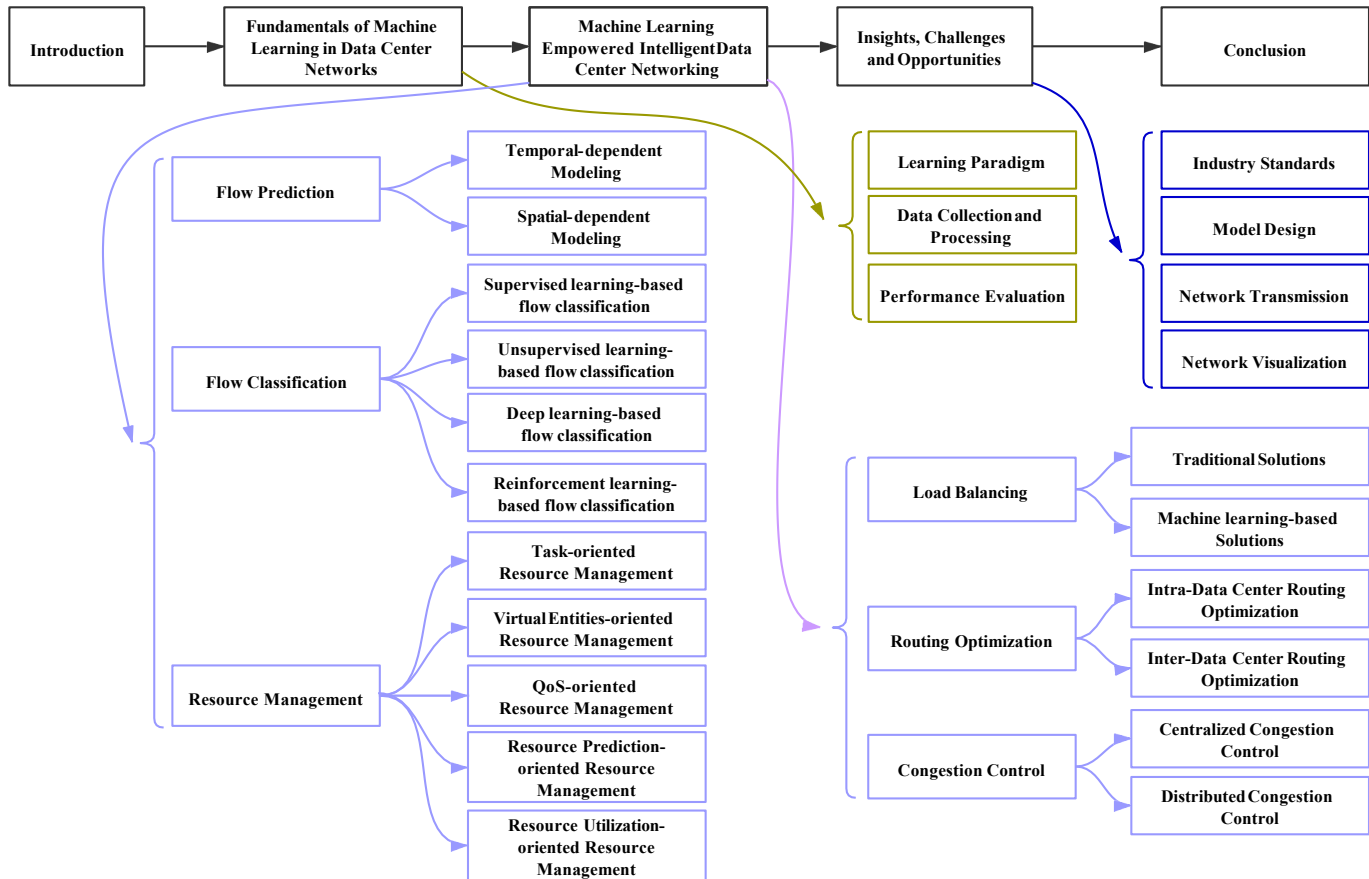 Introduction
Fundamentals of Machine
Learning in Data Center
Networks
Machine Learning
Empowered Intelligent Data
Center Networking
Insights, Challenges
and Opportunities
Conclusion
Flow Prediction
Temporal-dependent
Modeling
Spatial-dependent
Modeling
Flow Classification
Supervised learning-based
flow classification
Unsupervised learning-
based flow classification
Deep learning-based
flow classification
Reinforcement learning-
based flow classification
Resource Management
Task-oriented
Resource Management
Virtual Entities-oriented
Resource Management
QoS-oriented
Resource Management
Resource Prediction-
oriented Resource
Management
Resource Utilization-
oriented Resource
Management
Learning Paradigm
Data Collection and
Processing
Performance Evaluation
Industry Standards
Model Design
Network Transmission
Network Visualization
Load Balancing
Traditional Solutions
Machine learning-based
Solutions
Routing Optimization
Intra-Data Center Routing
Optimization
Inter-Data Center Routing
Optimization
Congestion Control
Centralized Congestion
Control
Distributed Congestion
Control